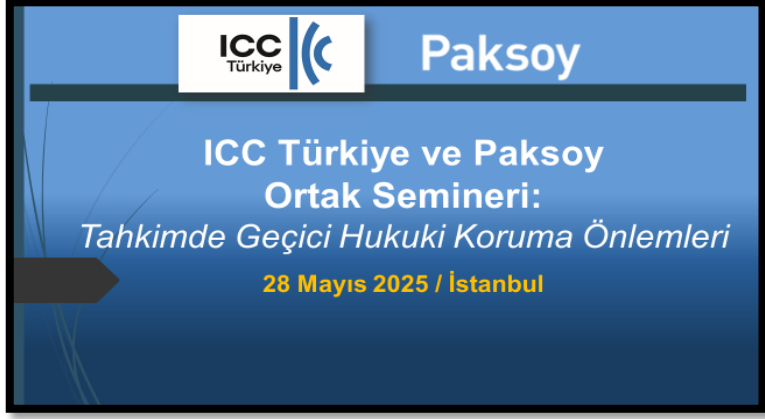 ICC
Türkiye
Paksoy
ICC Türkiye ve Paksoy
Ortak Semineri:
Tahkimde Geçici Hukuki Koruma Önlemleri
28 Mayıs 2025 / İstanbul